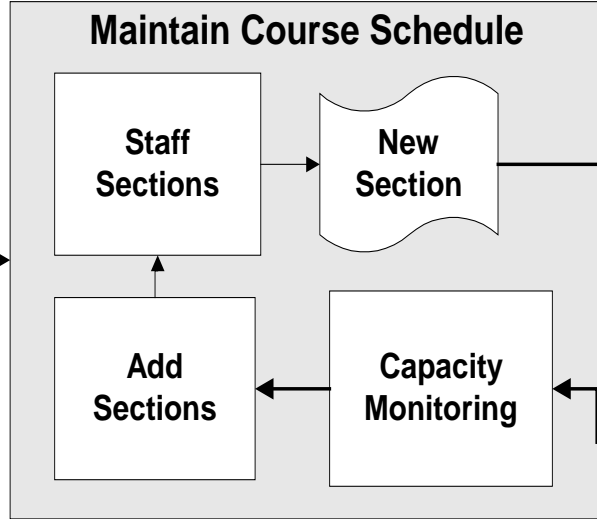 Maintain Course Schedule
Staff
Sections
New
Section
Add
Sections
Capacity
Monitoring